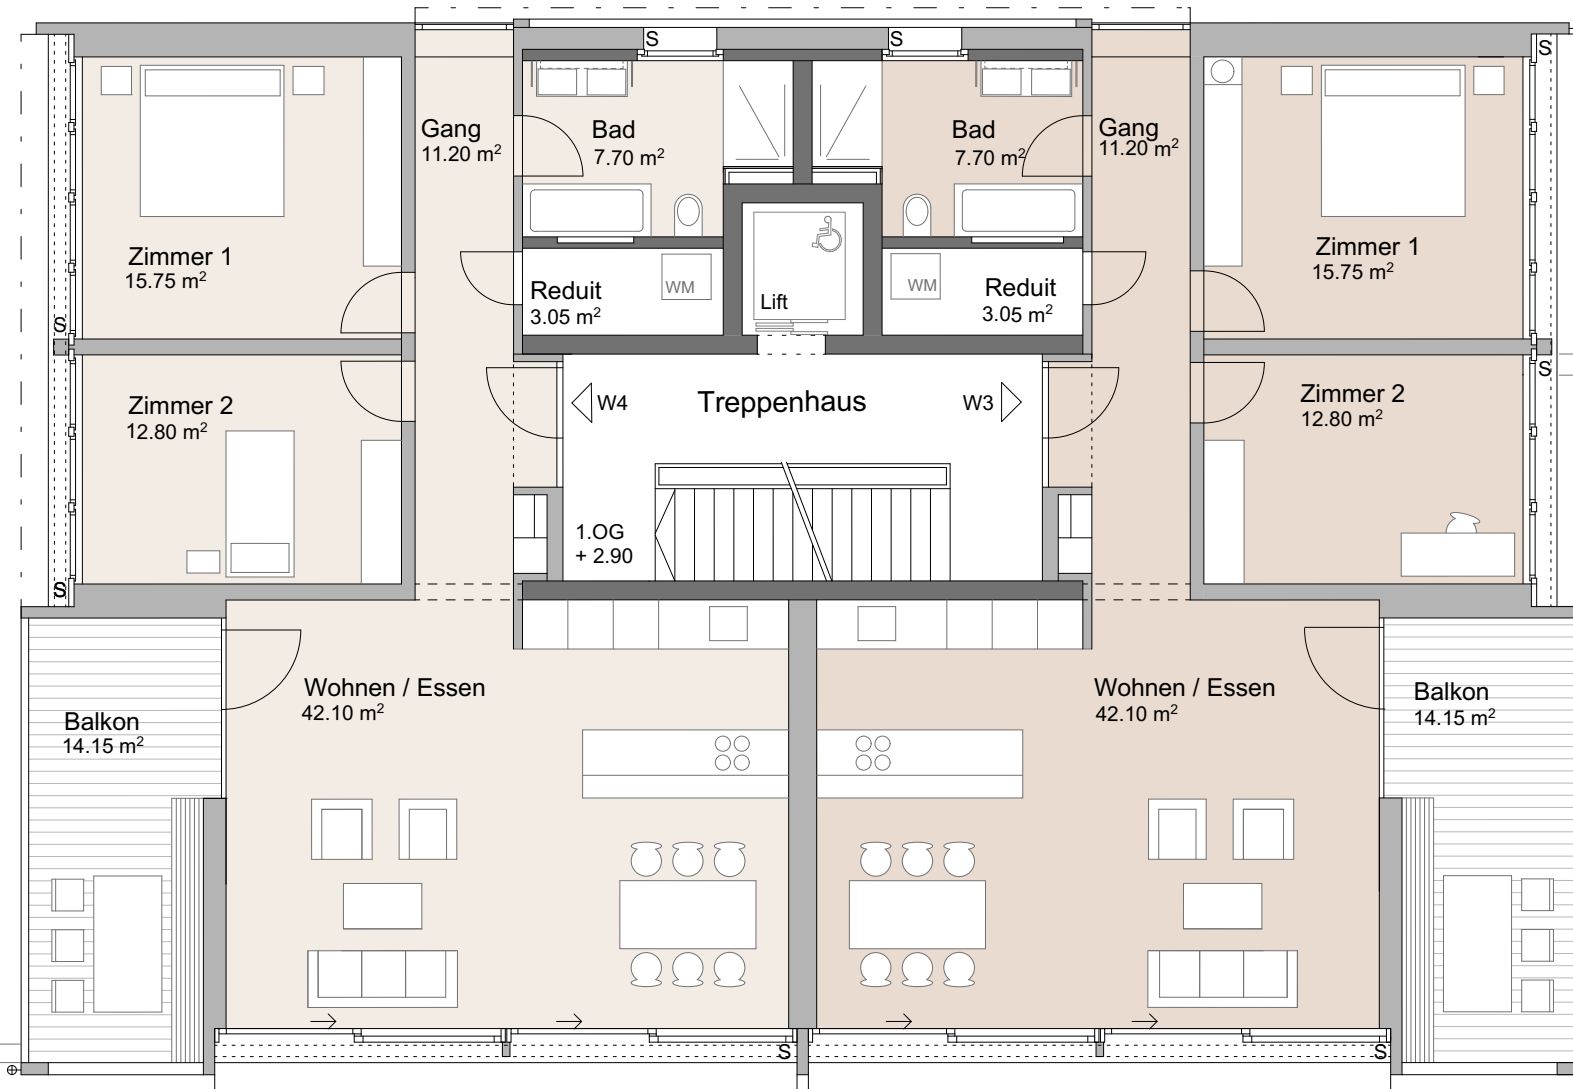 S
S
S
Gang
11.20 m²
Bad
7.70 m²
Bad
7.70 m²
Gang
11.20 m²
Zimmer 1
15.75 m²
Reduit
3.05 m²
WM
Lift
WM
Reduit
3.05 m²
Zimmer 1
15.75 m²
S
S
Zimmer 2
12.80 m²
W4
Treppenhaus
W3
Zimmer 2
12.80 m²
1.OG
+ 2.90
S
Balkon
14.15 m²
Wohnen / Essen
42.10 m²
Wohnen / Essen
42.10 m²
Balkon
14.15 m²
S
S